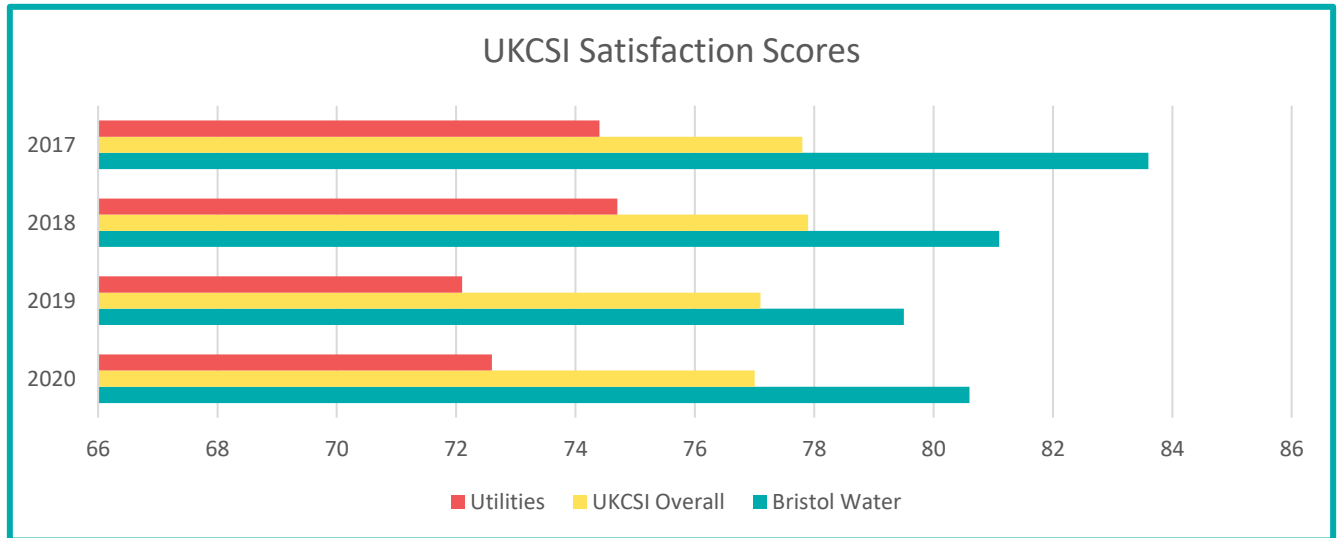 UKCSI Satisfaction Scores
2017
2018
2019
2020
66 68 70 72 74 76 78 80 82 84 86
Utilities UKCSI Overall Bristol Water